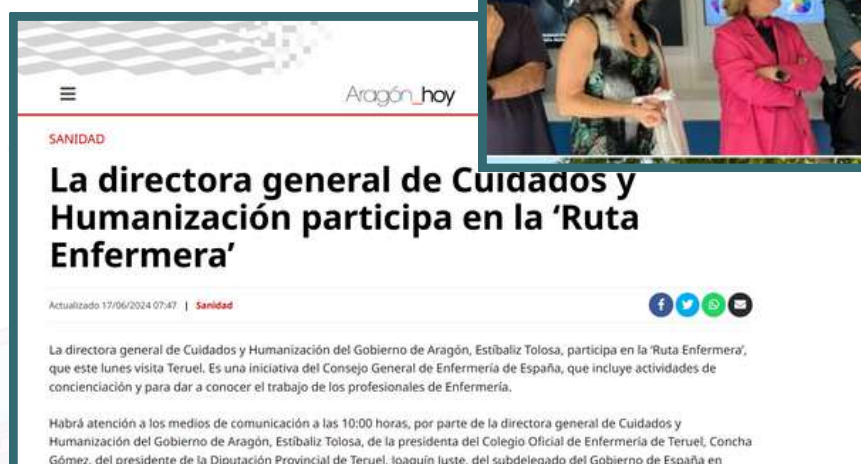 Aragón_hoy
SANIDAD
La directora general de Cuidados y
Humanización participa en la ‘Ruta
Enfermera’
Actualizado 17/06/2024 07:47 | Sanidad
La directora general de Cuidados y Humanización del Gobierno de Aragón, Estíbaliz Tolosa, participa en la ‘Ruta Enfermera’,
que este lunes visita Teruel. Es una iniciativa del Consejo General de Enfermería de España, que incluye actividades de
concienciación y para dar a conocer el trabajo de los profesionales de Enfermería.
Habrá atención a los medios de comunicación a las 10:00 horas, por parte de la directora general de Cuidados y
Humanización del Gobierno de Aragón, Estíbaliz Tolosa, de la presidenta del Colegio Oficial de Enfermería de Teruel, Concha
Gómez, del presidente de la Diputación Provincial de Teruel, Joaquín Juste, del subdelegado del Gobierno de España en